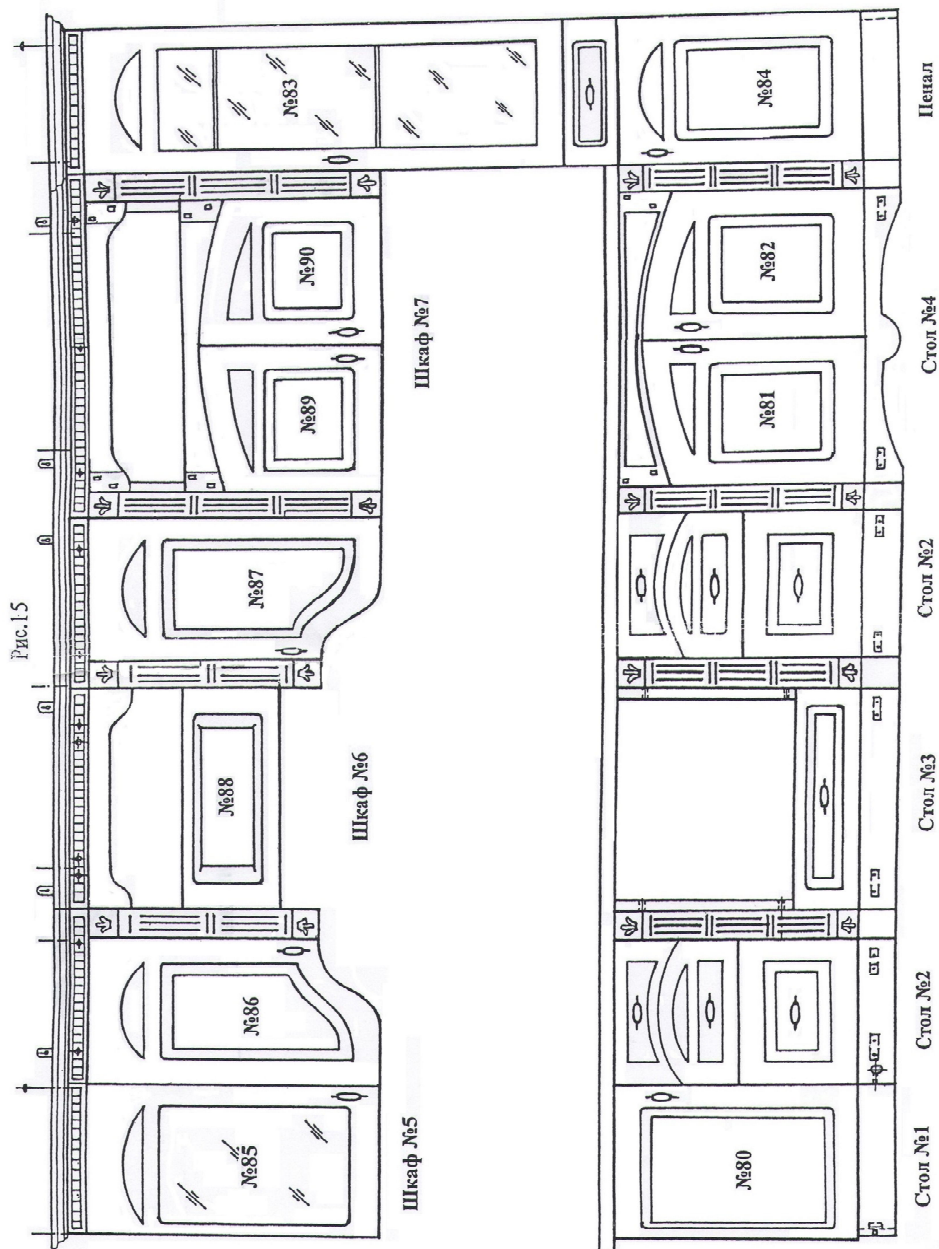 Рис.15
№85
№86
№88
№87
№89
№90
№83
Шкаф №5
Шкаф №6
Шкаф №7
№80
№81
№82
№84
Стол №1
Стол №2
Стол №3
Стол №2
Стол №4
Пенал